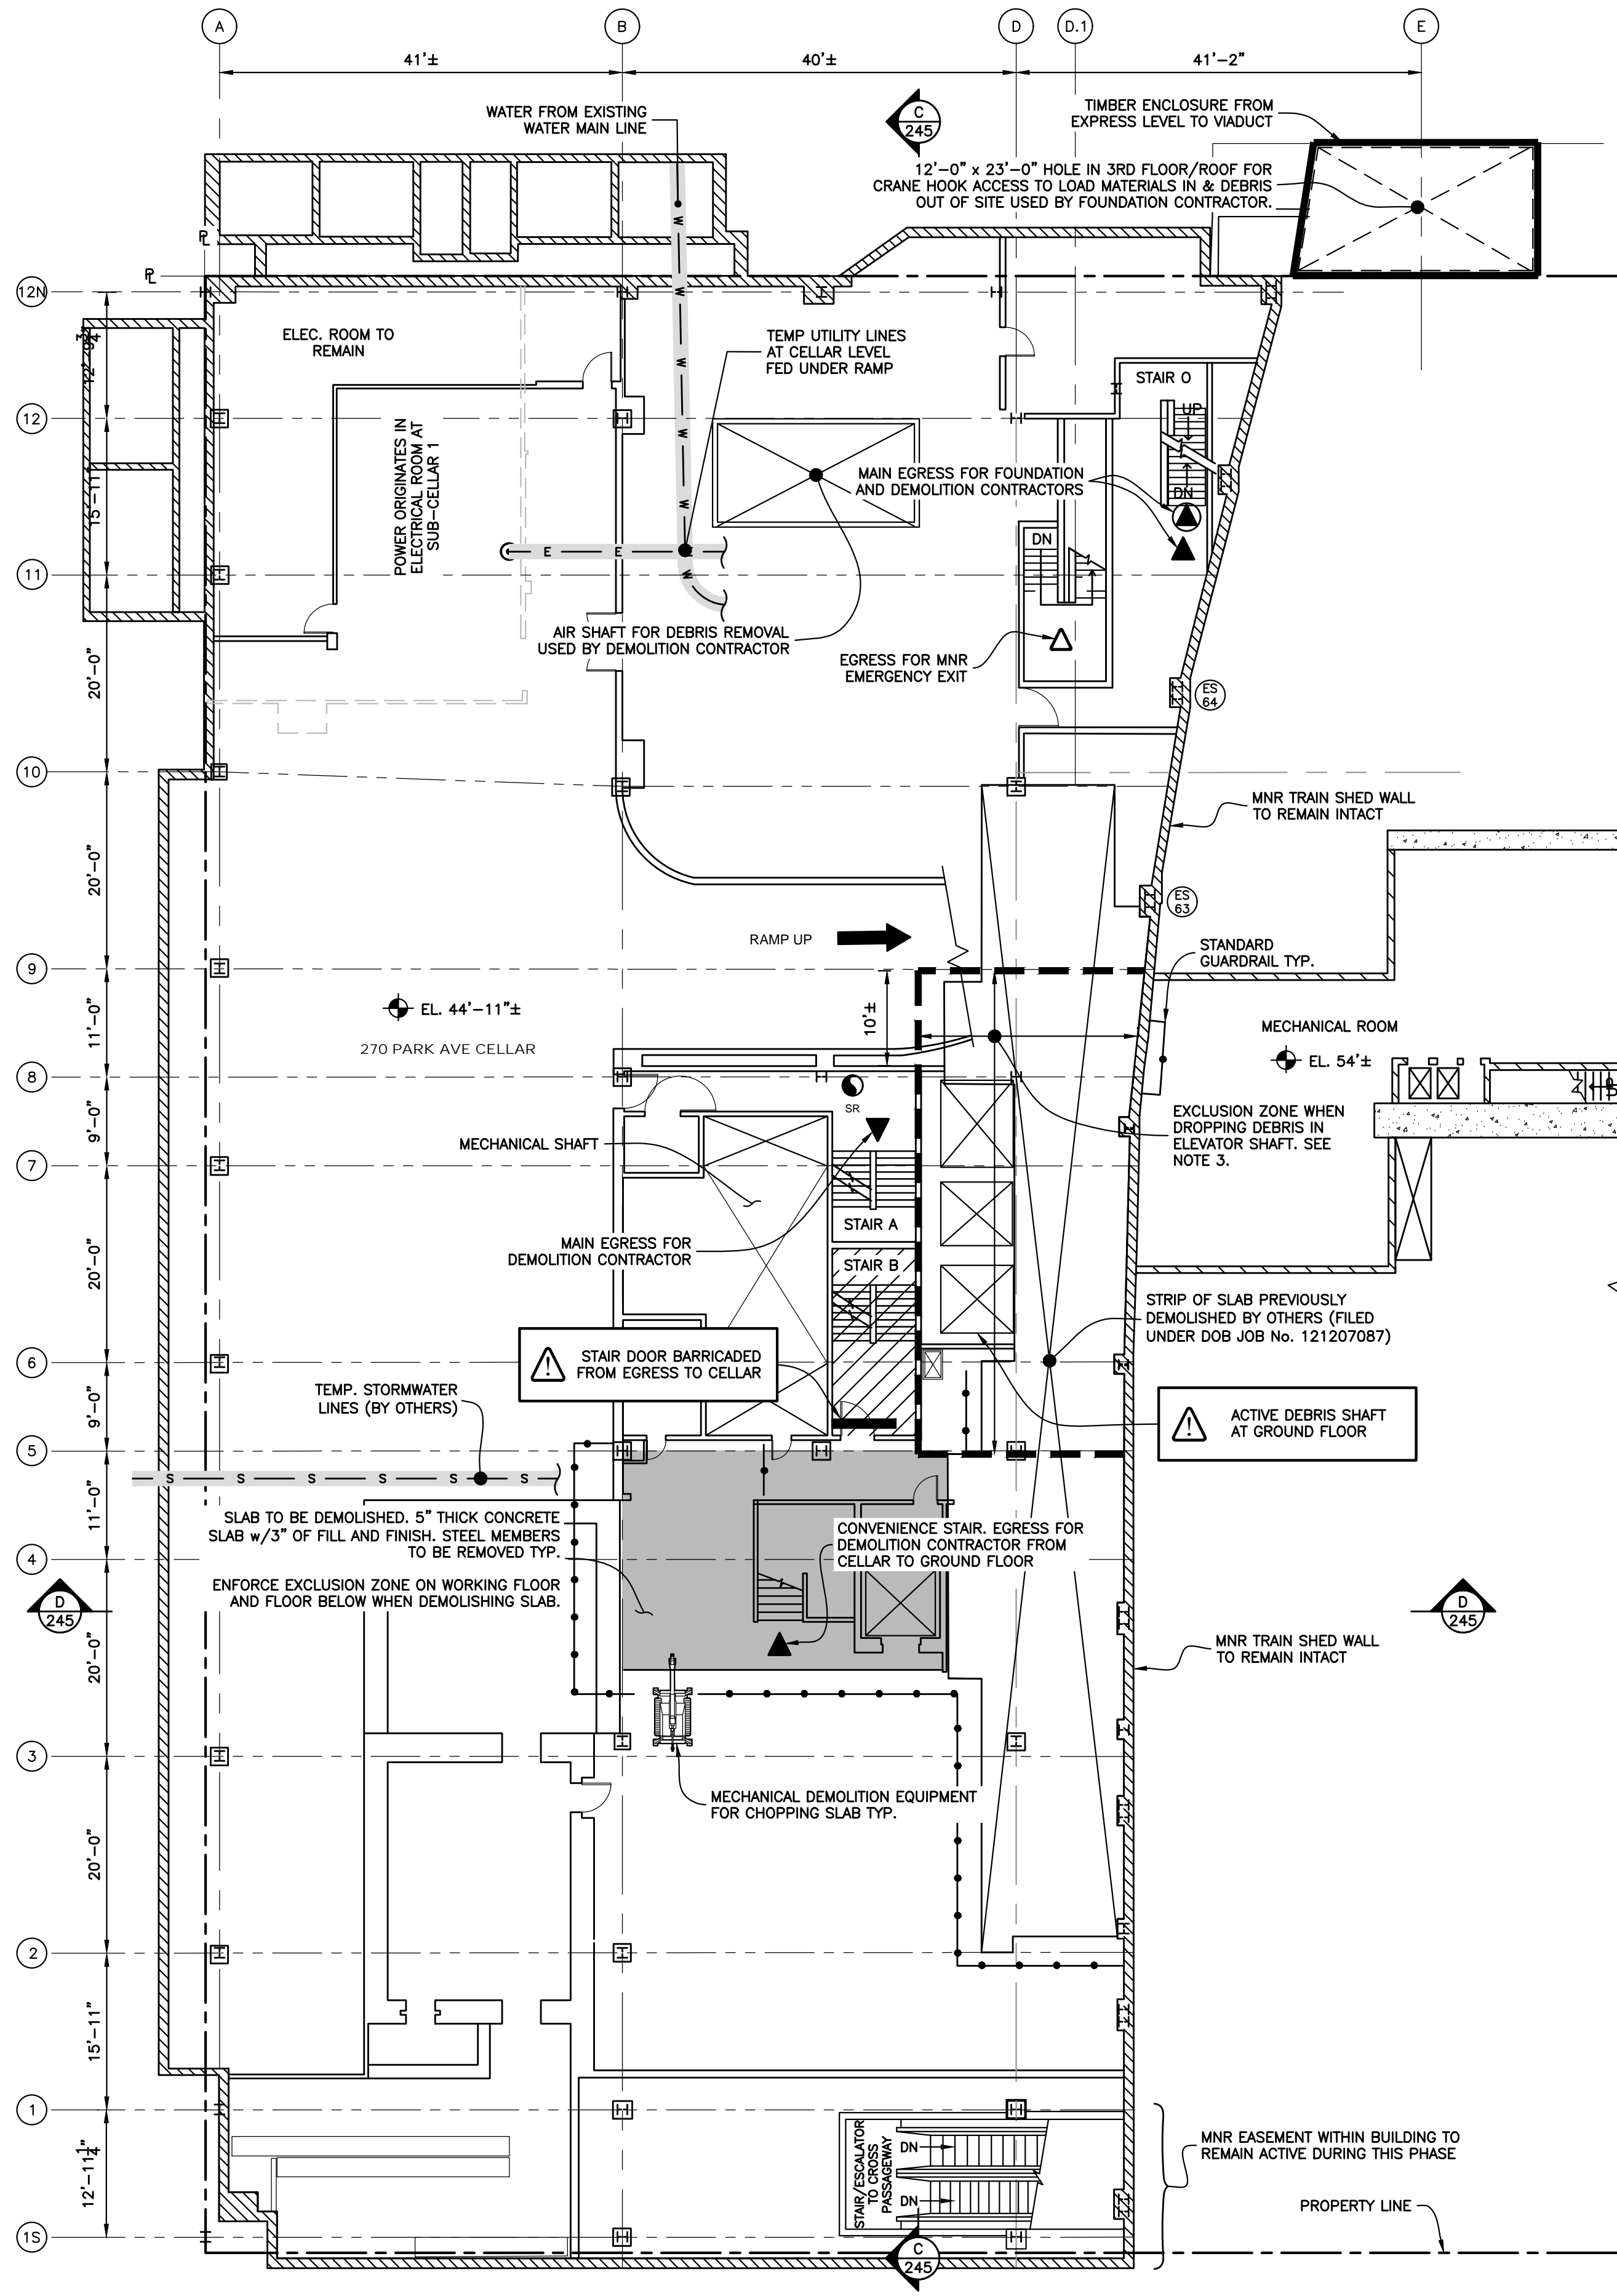 A
B
D
D.1
E
41'±
40'±
41'-2"
WATER FROM EXISTING
WATER MAIN LINE
C
245
TIMBER ENCLOSURE FROM
EXPRESS LEVEL TO VIADUCT
12'-0" x 23'-0" HOLE IN 3RD FLOOR/ROOF FOR
CRANE HOOK ACCESS TO LOAD MATERIALS IN & DEBRIS
OUT OF SITE USED BY FOUNDATION CONTRACTOR.
W
PL
PL
12N
W
ELEC. ROOM TO
REMAIN
TEMP UTILITY LINES
AT CELLAR LEVEL
FED UNDER RAMP
12'-9 3/4"
STAIR O
UP
12
W
POWER ORIGINATES IN
ELECTRICAL ROOM AT
SUB-CELLAR 1
MAIN EGRESS FOR FOUNDATION
AND DEMOLITION CONTRACTORS
DN
15'-11"
W
DN
E
E
E
11
W
AIR SHAFT FOR DEBRIS REMOVAL
USED BY DEMOLITION CONTRACTOR
EGRESS FOR MNR
EMERGENCY EXIT
20'-0"
ES
64
10
MNR TRAIN SHED WALL
TO REMAIN INTACT
20'-0"
ES
63
RAMP UP
STANDARD
GUARDRAIL TYP.
9
EL. 44'-11"±
270 PARK AVE CELLAR
10'±
11'-0"
MECHANICAL ROOM
EL. 54'±
8
SR
9'-0"
MECHANICAL SHAFT
EXCLUSION ZONE WHEN
DROPPING DEBRIS IN
ELEVATOR SHAFT. SEE
NOTE 3.
7
STAIR A
MAIN EGRESS FOR
DEMOLITION CONTRACTOR
STAIR B
20'-0"
STRIP OF SLAB PREVIOUSLY
DEMOLISHED BY OTHERS (FILED
UNDER DOB JOB No. 121207087)
STAIR DOOR BARRICADED
FROM EGRESS TO CELLAR
6
TEMP. STORMWATER
LINES (BY OTHERS)
9'-0"
ACTIVE DEBRIS SHAFT
AT GROUND FLOOR
5
S
S
S
S
S
S
11'-0"
SLAB TO BE DEMOLISHED. 5" THICK CONCRETE
SLAB w/3" OF FILL AND FINISH. STEEL MEMBERS
TO BE REMOVED TYP.
CONVENIENCE STAIR. EGRESS FOR
DEMOLITION CONTRACTOR FROM
CELLAR TO GROUND FLOOR
4
ENFORCE EXCLUSION ZONE ON WORKING FLOOR
AND FLOOR BELOW WHEN DEMOLISHING SLAB.
D
245
D
245
20'-0"
MNR TRAIN SHED WALL
TO REMAIN INTACT
3
MECHANICAL DEMOLITION EQUIPMENT
FOR CHOPPING SLAB TYP.
20'-0"
2
15'-11"
1
STAIR/ESCALATOR
TO CROSS
PASSAGEWAY
DN
DN
MNR EASEMENT WITHIN BUILDING TO
REMAIN ACTIVE DURING THIS PHASE
12'-11 1/4"
PROPERTY LINE
1S
C
245